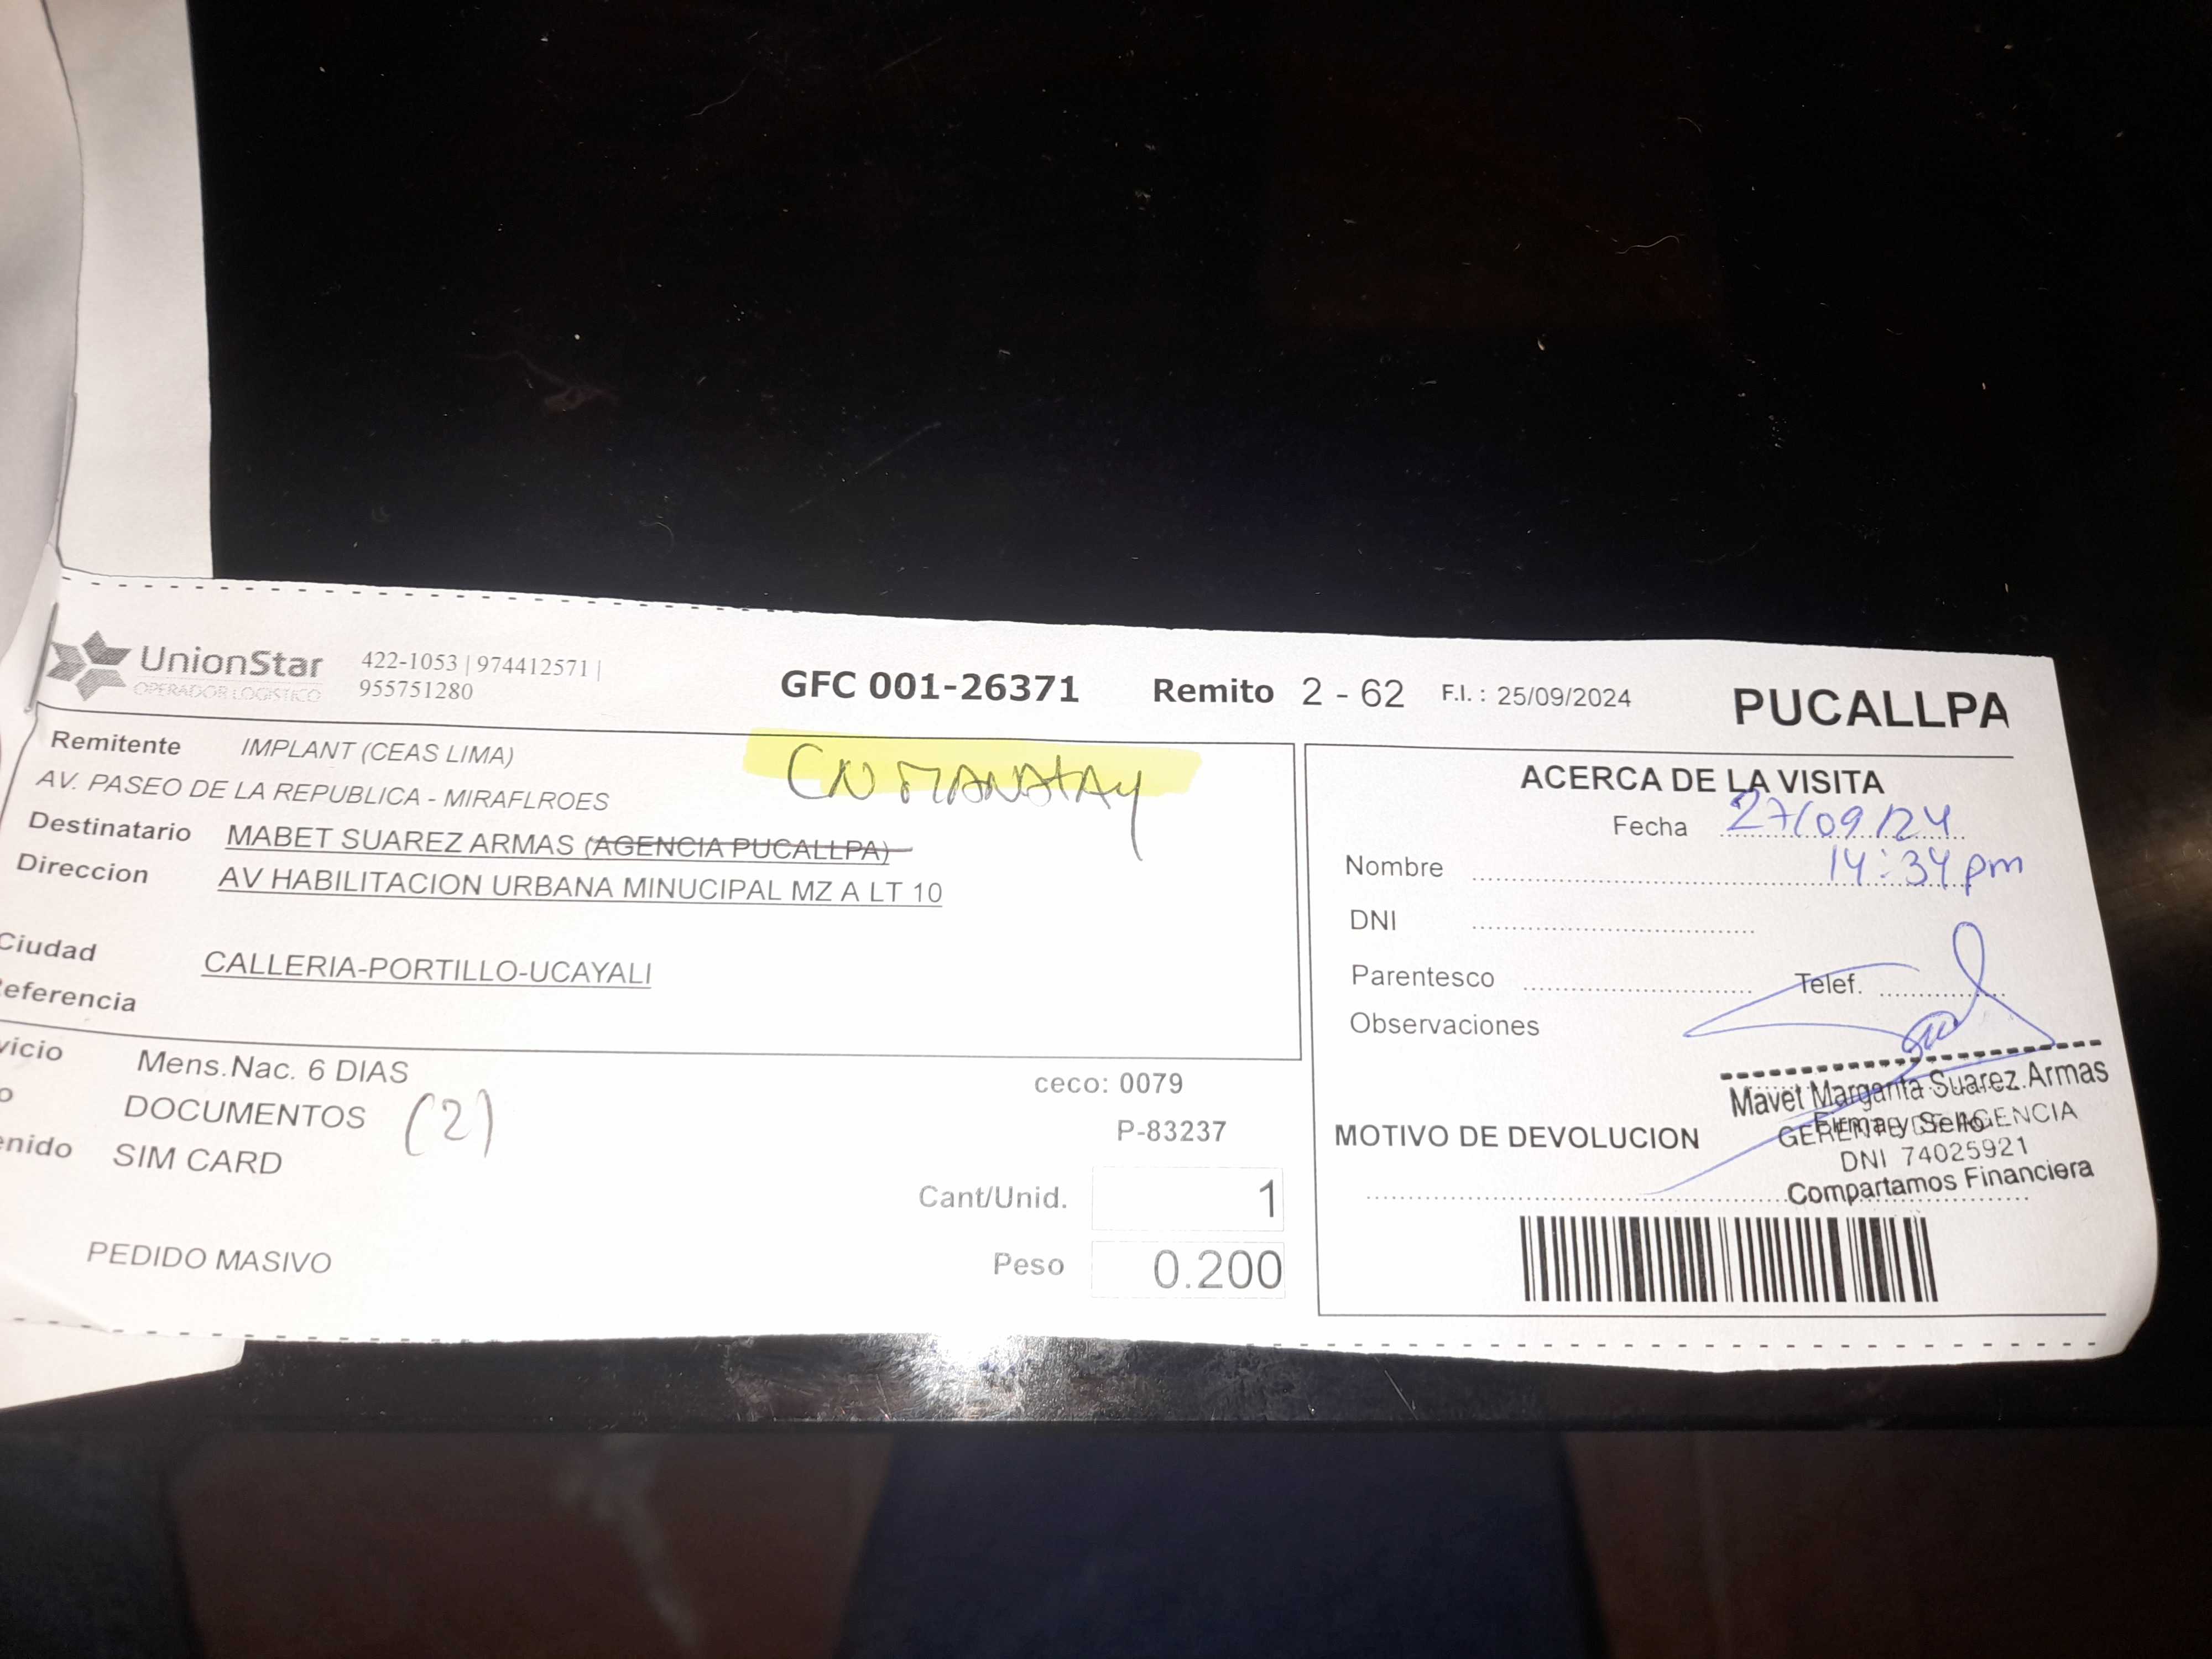 UnionStar
OPERADOR LOGISTICO
422-1053 | 974412571 |
955751280
GFC 001-26371 Remito 2 - 62 F.I. : 25/09/2024 PUCALLPA
Remitente IMPLANT (CEAS LIMA)
AV. PASEO DE LA REPUBLICA - MIRAFLROES
CN MANATAY
Destinatario MABET SUAREZ ARMAS (AGENCIA PUCALLPA)
Direccion AV HABILITACION URBANA MINUCIPAL MZ A LT 10
Ciudad CALLERIA-PORTILLO-UCAYALI
eferencia
vicio Mens.Nac. 6 DIAS
o DOCUMENTOS (2)
enido SIM CARD
PEDIDO MASIVO
ceco: 0079
P-83237
Cant/Unid. 1
Peso 0.200
ACERCA DE LA VISITA
Fecha 27/09/24
Nombre 14:34pm
DNI
Parentesco Telef.
Observaciones
Mavet Margarita Suarez Armas
Firma y Sello
GERENTE DE AGENCIA
MOTIVO DE DEVOLUCION
DNI 74025921
Compartamos Financiera